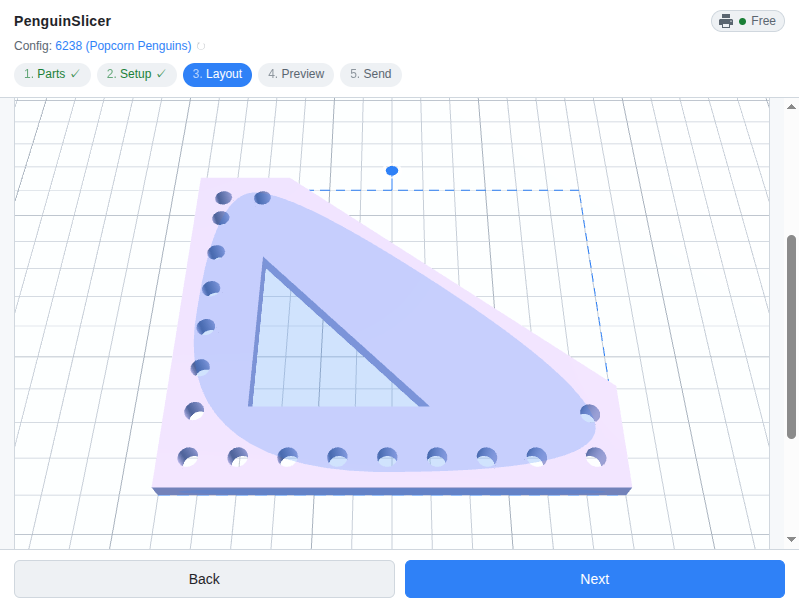 PenguinSlicer
Free
Config: 6238 (Popcorn Penguins)
1. Parts ✓ 2. Setup ✓ 3. Layout 4. Preview 5. Send
Back Next